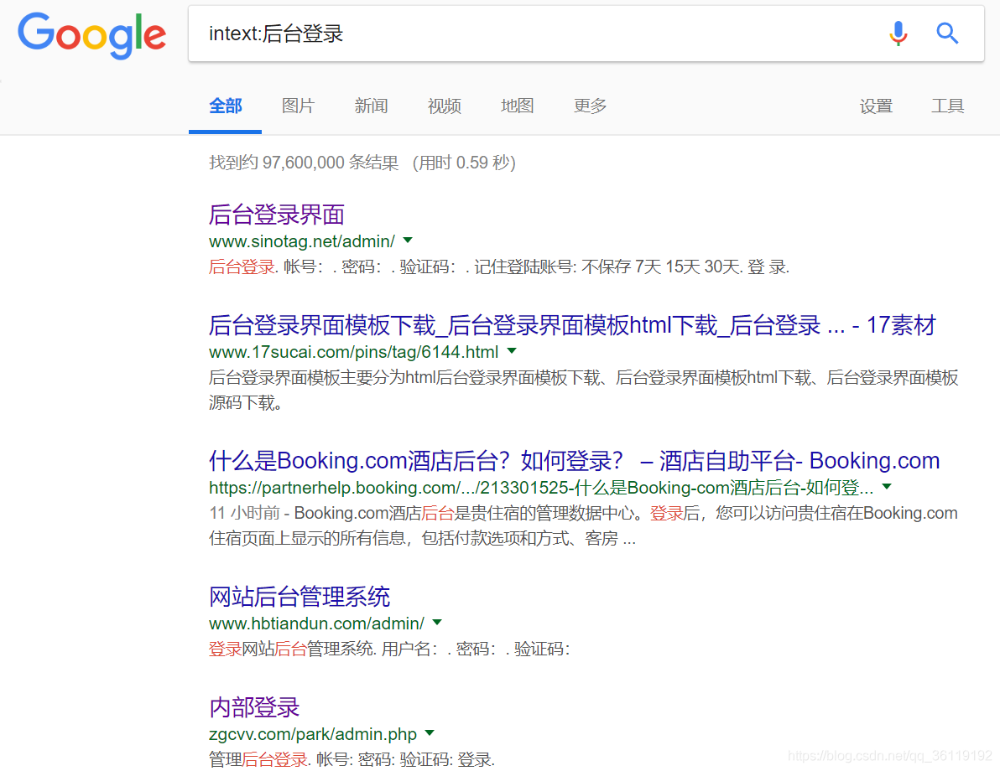 Google
intext:后台登录
全部 图片 新闻 视频 地图 更多 设置 工具
找到约 97,600,000 条结果 （用时 0.59 秒）
后台登录界面
www.sinotag.net/admin/
后台登录. 帐号：. 密码：. 验证码：. 记住登陆账号: 不保存 7天 15天 30天. 登 录.
后台登录界面模板下载_后台登录界面模板html下载_后台登录 ... - 17素材
www.17sucai.com/pins/tag/6144.html
后台登录界面模板主要分为html后台登录界面模板下载、后台登录界面模板html下载、后台登录界面模板
源码下载。
什么是Booking.com酒店后台？如何登录？ – 酒店自助平台- Booking.com
https://partnerhelp.booking.com/.../213301525-什么是Booking-com酒店后台-如何登...
11 小时前 - Booking.com酒店后台是贵住宿的管理数据中心。登录后，您可以访问贵住宿在Booking.com
住宿页面上显示的所有信息，包括付款选项和方式、客房 ...
网站后台管理系统
www.hbtiandun.com/admin/
登录网站后台管理系统. 用户名：. 密码：. 验证码：
内部登录
zgcvv.com/park/admin.php
管理后台登录. 帐号: 密码: 验证码: 登录.
https://blog.csdn.net/qq_36119192